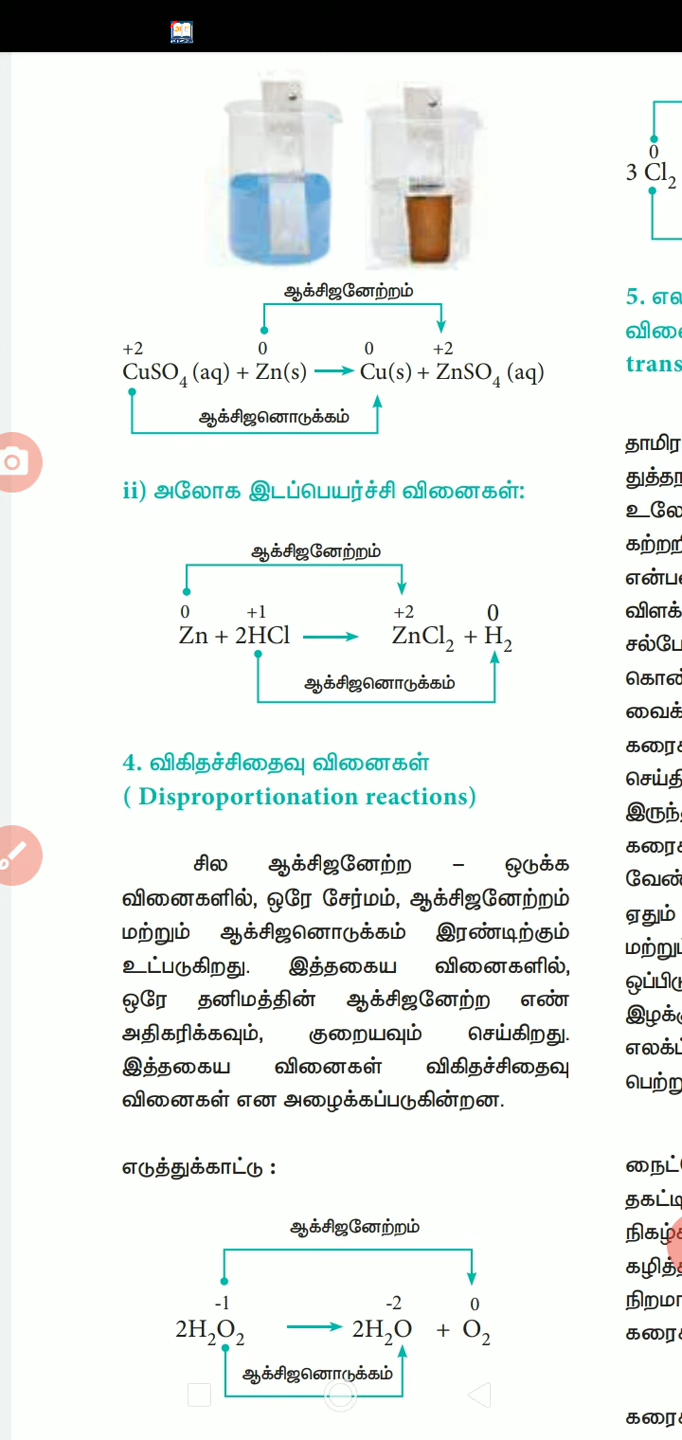 ஆக்சிஜனேற்றம்
+2 0 0 +2
CuSO₄ (aq) + Zn(s) ⟶ Cu(s) + ZnSO₄ (aq)
ஆக்சிஜனொடுக்கம்
ii) அலோக இடப்பெயர்ச்சி வினைகள்:
ஆக்சிஜனேற்றம்
0 +1 +2 0
Zn + 2HCl ⟶ ZnCl₂ + H₂
ஆக்சிஜனொடுக்கம்
4. விகிதச்சிதைவு வினைகள்
( Disproportionation reactions)
சில ஆக்சிஜனேற்ற – ஒடுக்க
வினைகளில், ஒரே சேர்மம், ஆக்சிஜனேற்றம்
மற்றும் ஆக்சிஜனொடுக்கம் இரண்டிற்கும்
உட்படுகிறது. இத்தகைய வினைகளில்,
ஒரே தனிமத்தின் ஆக்சிஜனேற்ற எண்
அதிகரிக்கவும், குறையவும் செய்கிறது.
இத்தகைய வினைகள் விகிதச்சிதைவு
வினைகள் என அழைக்கப்படுகின்றன.
எடுத்துக்காட்டு :
ஆக்சிஜனேற்றம்
-1 -2 0
2H₂O₂ ⟶ 2H₂O + O₂
ஆக்சிஜனொடுக்கம்
0
3 Cl₂
5.
trans
ஏதும்